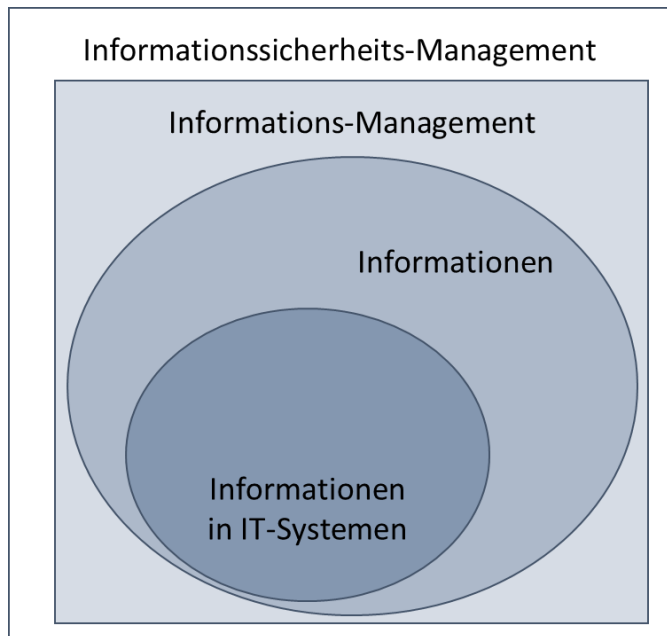 Informationssicherheits-Management
Informations-Management
Informationen
Informationen
in IT-Systemen